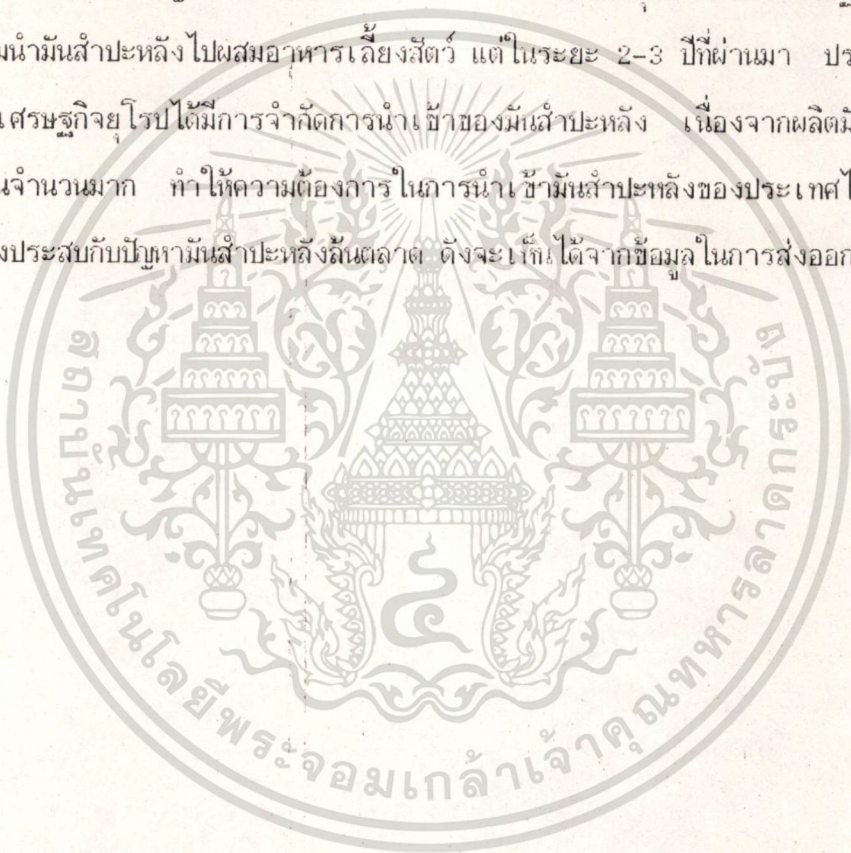 มนำมันสำปะหลังไปผสมอาหารเลี้ยงสัตว์ แต่ในระยะ 2-3 ปีที่ผ่านมา ปร
เศรษฐกิจยุโรปได้มีการจำกัดการนำเข้าของมันสำปะหลัง เนื่องจากผลิตมั
นจำนวนมาก ทำให้ความต้องการในการนำเข้ามันสำปะหลังของประเทศไ
งประสบกับปัญหามันสำปะหลังล้นตลาด ดังจะเห็นได้จากข้อมูลในการส่งออก
สถาบันเทคโนโลยีพระจอมเกล้าเจ้าคุณทหารลาดกระบัง